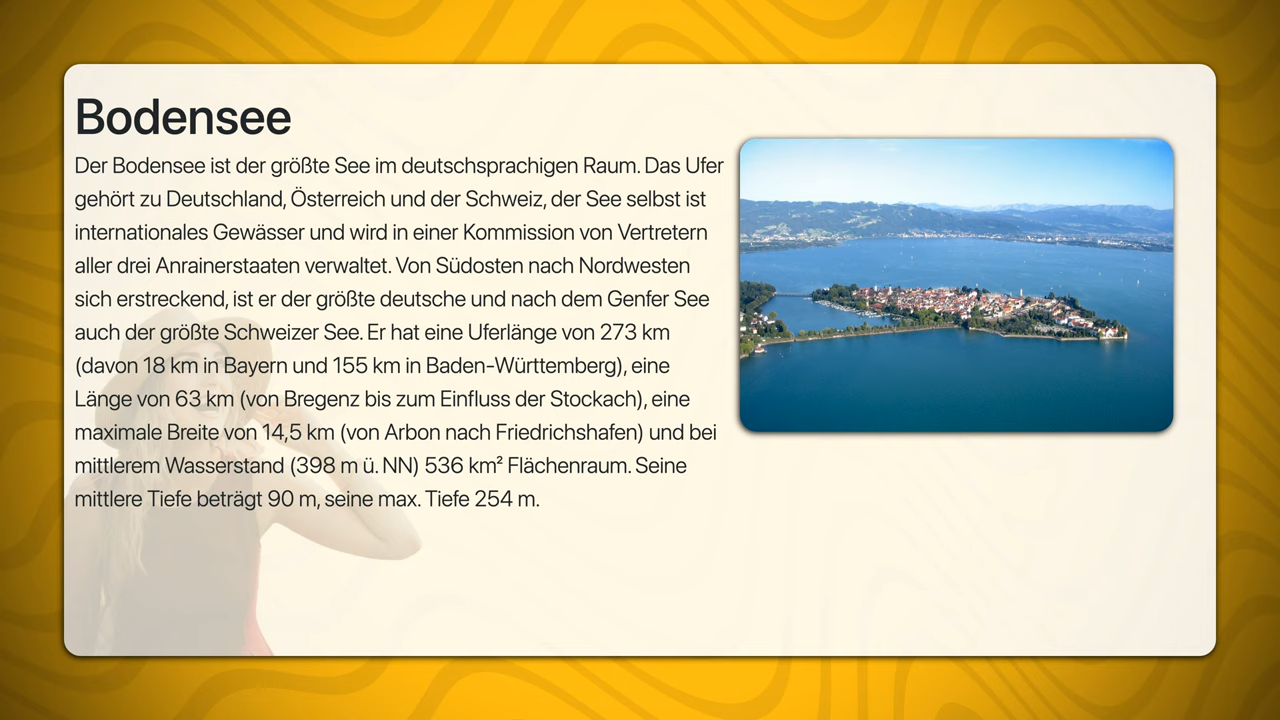 Bodensee
Der Bodensee ist der größte See im deutschsprachigen Raum. Das Ufer
gehört zu Deutschland, Österreich und der Schweiz, der See selbst ist
internationales Gewässer und wird in einer Kommission von Vertretern
aller drei Anrainerstaaten verwaltet. Von Südosten nach Nordwesten
sich erstreckend, ist er der größte deutsche und nach dem Genfer See
auch der größte Schweizer See. Er hat eine Uferlänge von 273 km
(davon 18 km in Bayern und 155 km in Baden-Württemberg), eine
Länge von 63 km (von Bregenz bis zum Einfluss der Stockach), eine
maximale Breite von 14,5 km (von Arbon nach Friedrichshafen) und bei
mittlerem Wasserstand (398 m ü. NN) 536 km² Flächenraum. Seine
mittlere Tiefe beträgt 90 m, seine max. Tiefe 254 m.